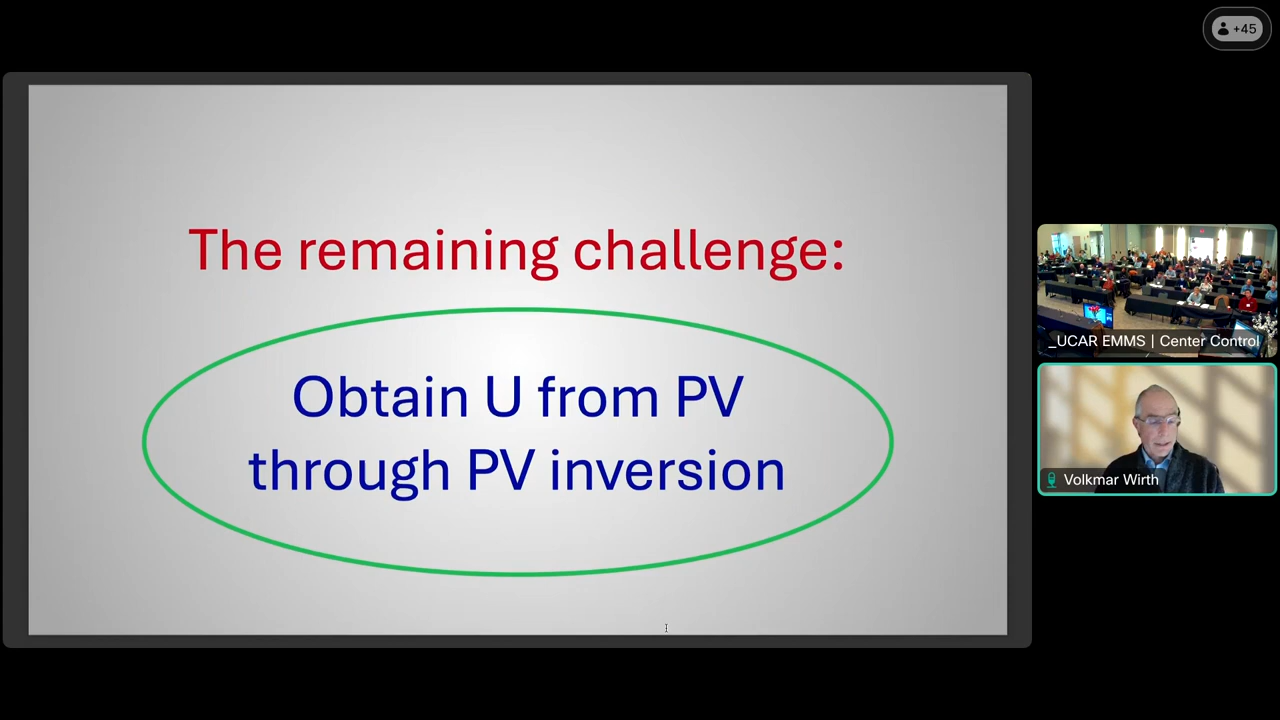 +45
The remaining challenge:
Obtain U from PV
through PV inversion
_UCAR EMMS | Center Control
Volkmar Wirth